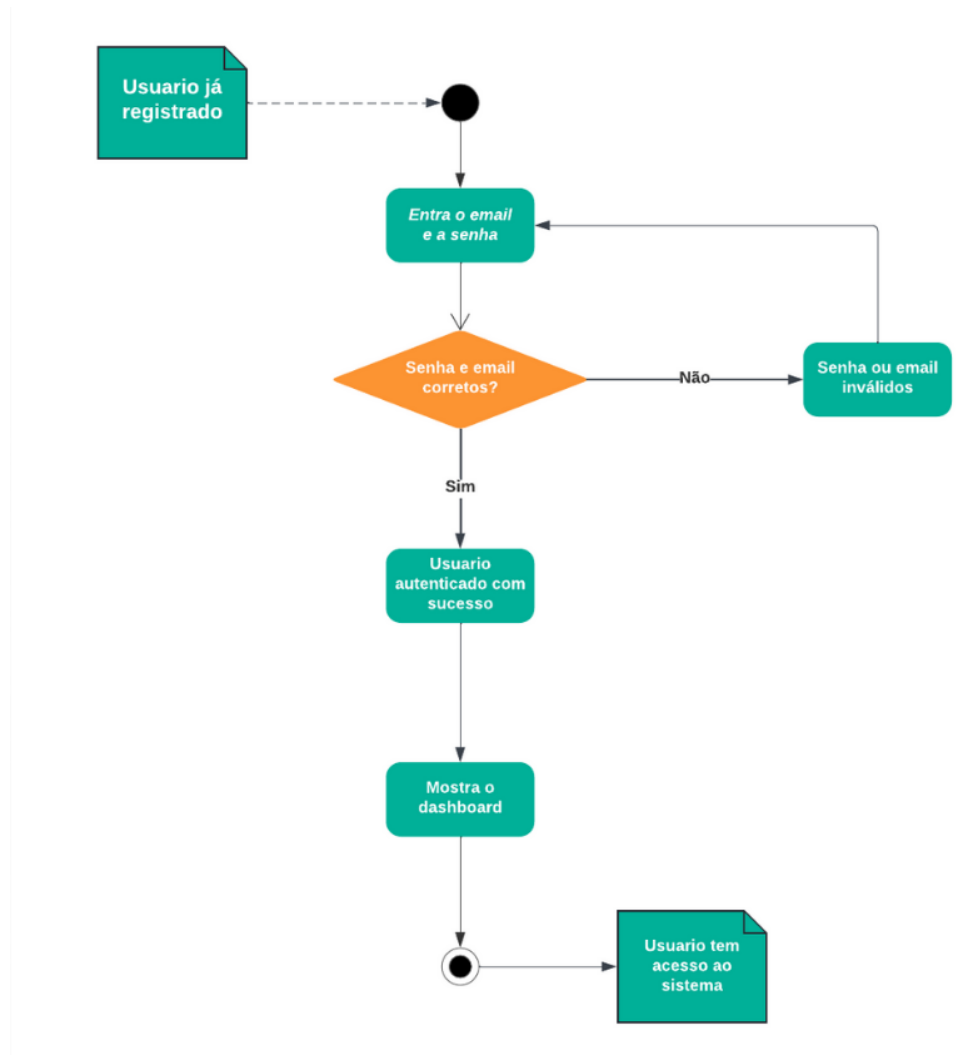 Usuario já
registrado
Entra o email
e a senha
Senha e email
corretos?
Não
Senha ou email
inválidos
Sim
Usuario
autenticado com
sucesso
Mostra o
dashboard
Usuario tem
acesso ao
sistema